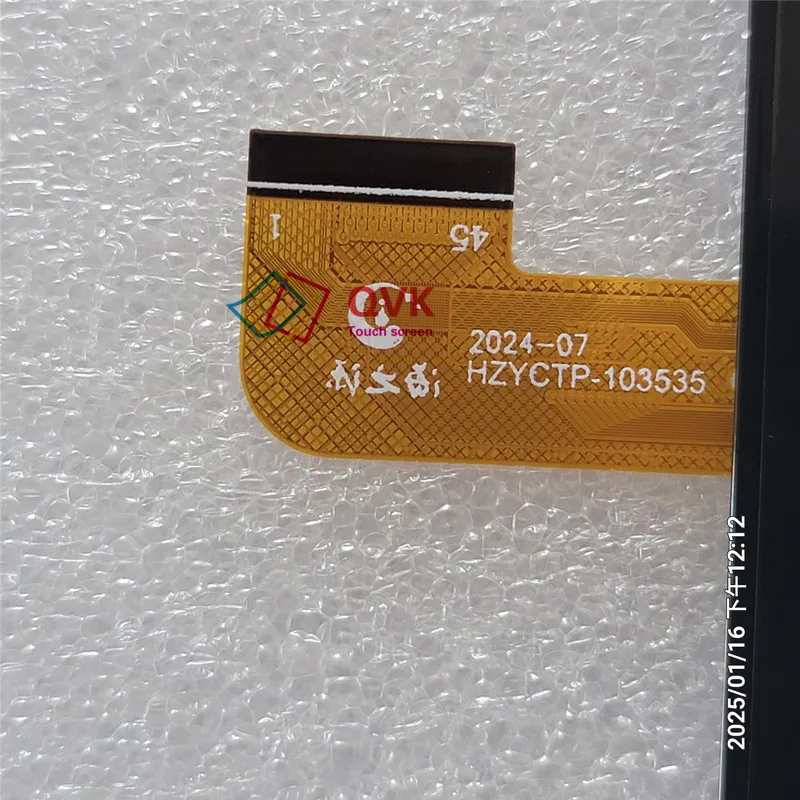 1
45
QVK
Touch screen
2024-07
HZYCTP-103535
2025/01/16 下午12:12